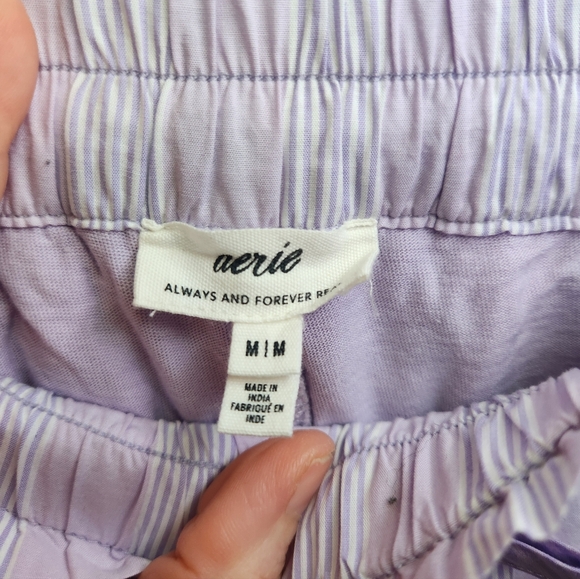 aerie
ALWAYS AND FOREVER
M | M
MADE IN
INDIA
FABRIQUÉ EN
INDE